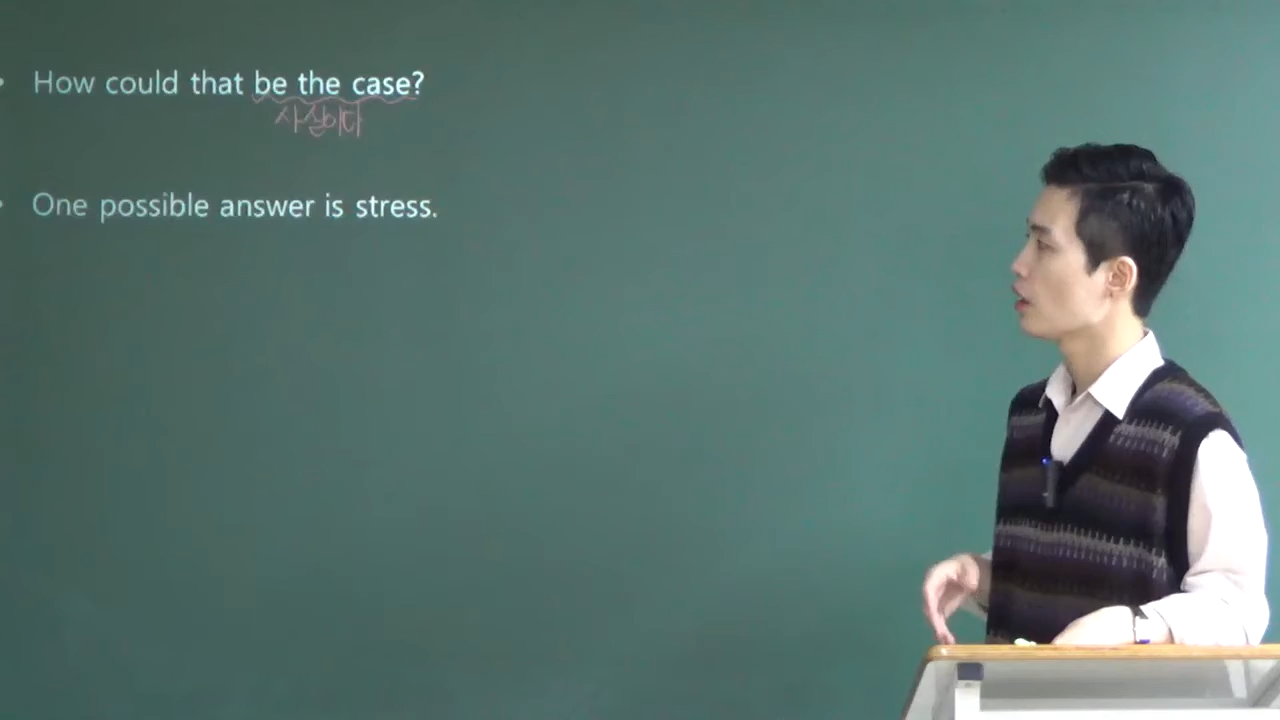 • How could that be the case?
사실이다
• One possible answer is stress.